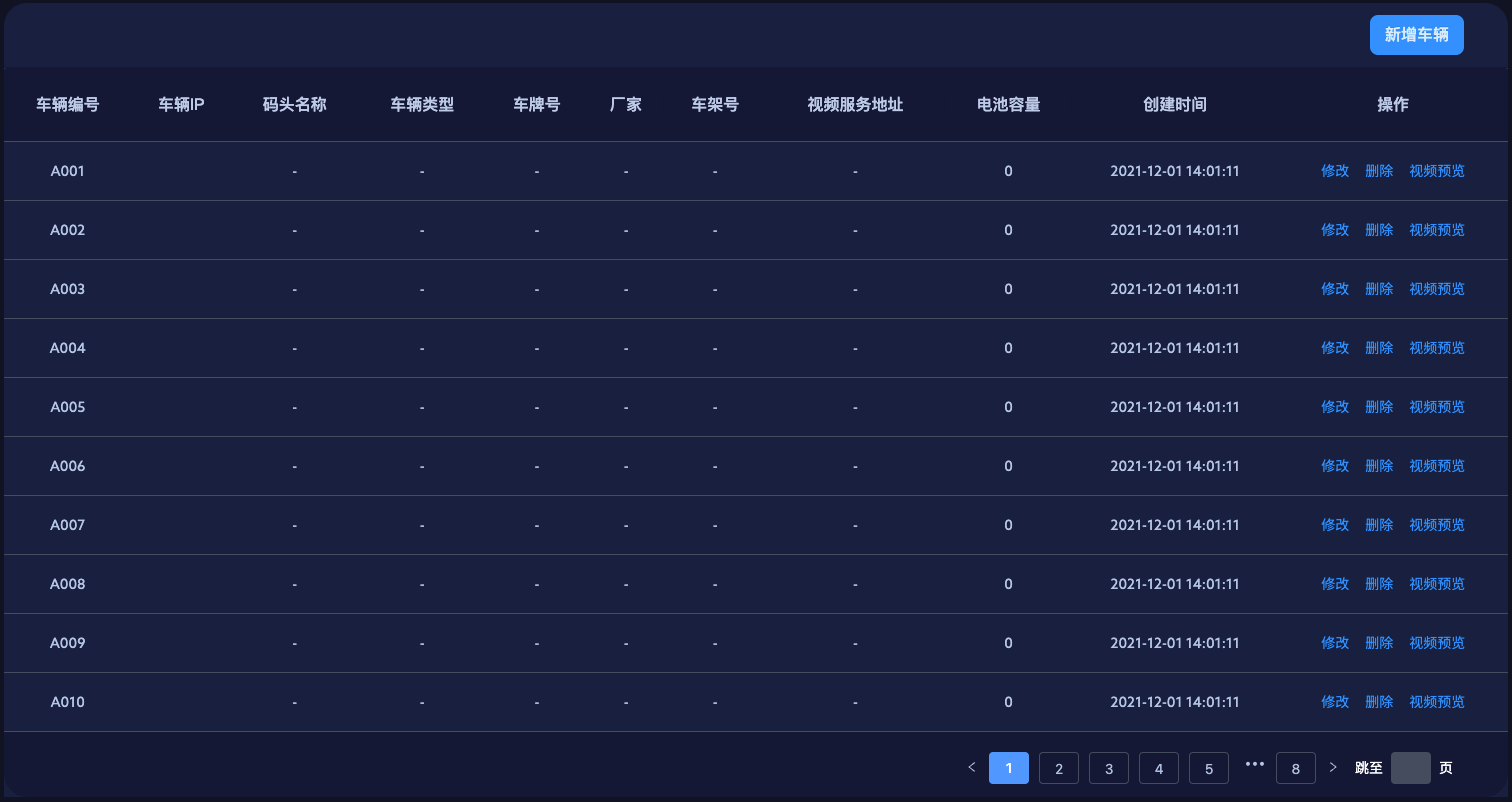 新增车辆
车辆编号 车辆IP 码头名称 车辆类型 车牌号 厂家 车架号 视频服务地址 电池容量 创建时间 操作
A001 - - - - - - 0 2021-12-01 14:01:11 修改 删除 视频预览
A002 - - - - - - 0 2021-12-01 14:01:11 修改 删除 视频预览
A003 - - - - - - 0 2021-12-01 14:01:11 修改 删除 视频预览
A004 - - - - - - 0 2021-12-01 14:01:11 修改 删除 视频预览
A005 - - - - - - 0 2021-12-01 14:01:11 修改 删除 视频预览
A006 - - - - - - 0 2021-12-01 14:01:11 修改 删除 视频预览
A007 - - - - - - 0 2021-12-01 14:01:11 修改 删除 视频预览
A008 - - - - - - 0 2021-12-01 14:01:11 修改 删除 视频预览
A009 - - - - - - 0 2021-12-01 14:01:11 修改 删除 视频预览
A010 - - - - - - 0 2021-12-01 14:01:11 修改 删除 视频预览
< 1 2 3 4 5 ••• 8 > 跳至 页